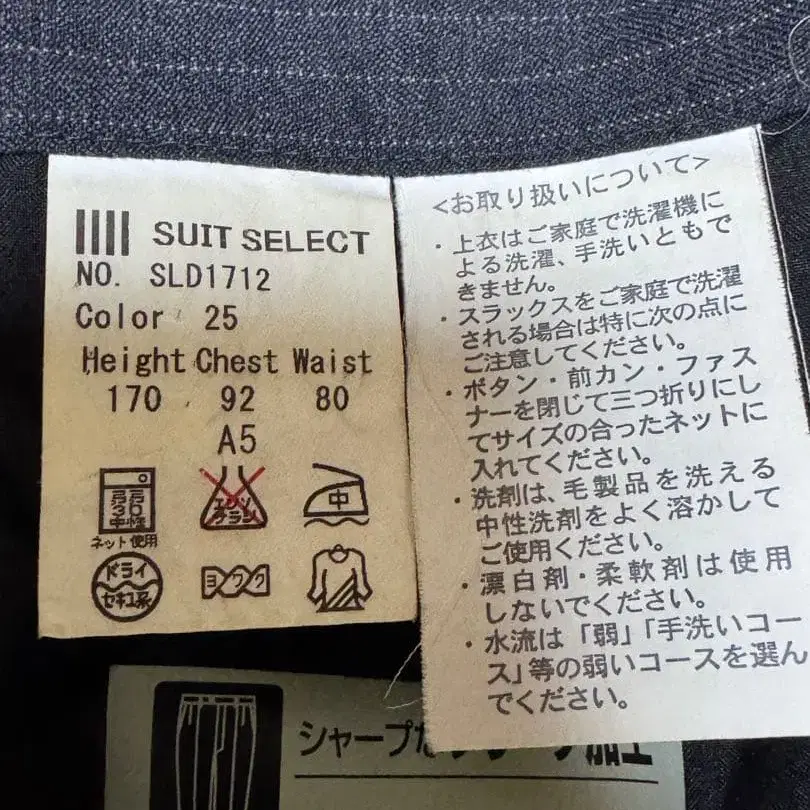 SUIT SELECT
NO. SLD1712
Color 25
Height Chest Waist
170 92 80
A5
弱
30
中性
ネット使用
エンソ
サラシ
中
ドライ
セキユ系
ヨワク
<お取り扱いについて>
・上衣はご家庭で洗濯機に
よる洗濯、手洗いともで
きません。
・スラックスをご家庭で洗濯
される場合は特に次の点に
ご注意してください。
・ボタン・前カン・ファス
ナーを閉じて三つ折りにし
てサイズの合ったネットに
入れてください。
・洗剤は、毛製品を洗える
中性洗剤をよく溶かして
ご使用ください。
・漂白剤・柔軟剤は使用
しないでください。
・水流は「弱」「手洗いコー
ス」等の弱いコースを選ん
でください。
シャープな
加工